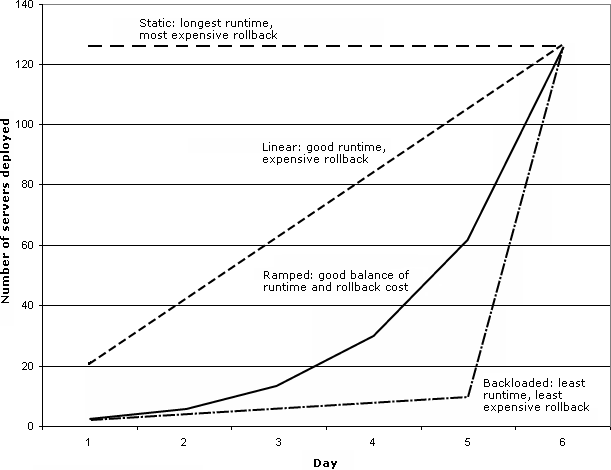 140
Static: longest runtime,
most expensive rollback
120
Linear: good runtime,
expensive rollback
100
80
60
Ramped: good balance of
runtime and rollback cost
40
20
Backloaded: least
runtime, least
expensive rollback
0
1 2 3 4 5 6
Day
Number of servers deployed